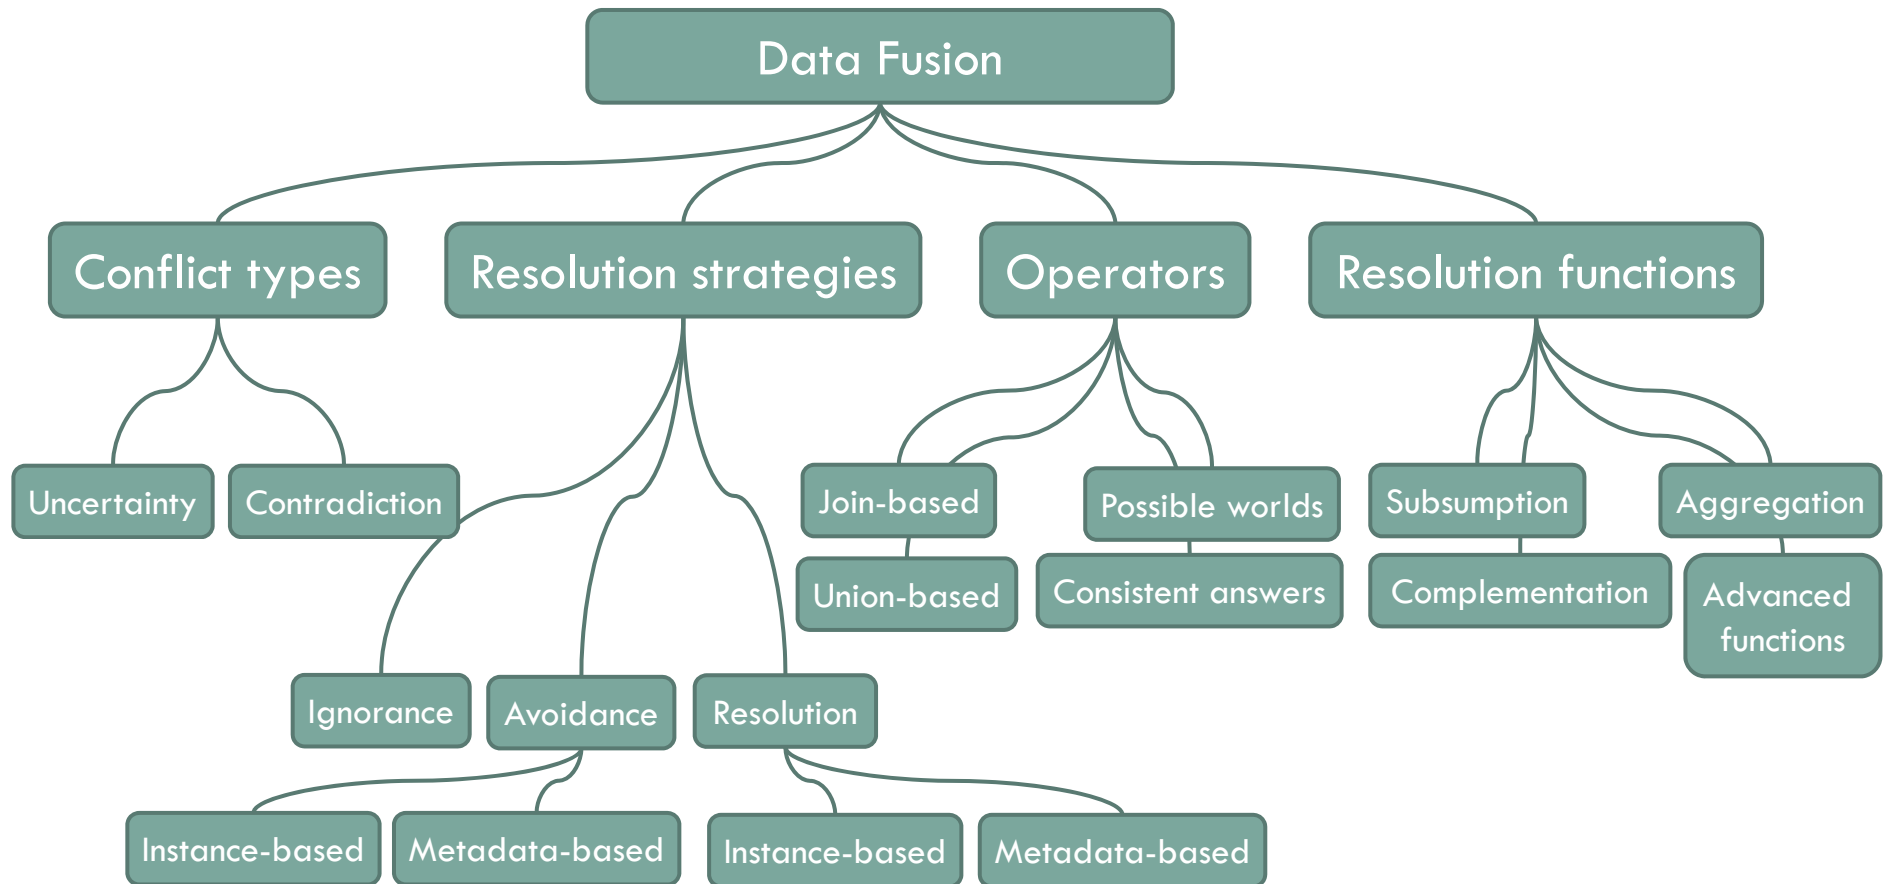 Data Fusion
Conflict types
Resolution strategies
Operators
Resolution functions
Uncertainty
Contradiction
Join-based
Possible worlds
Subsumption
Aggregation
Union-based
Consistent answers
Complementation
Advanced
functions
Ignorance
Avoidance
Resolution
Instance-based
Metadata-based
Instance-based
Metadata-based